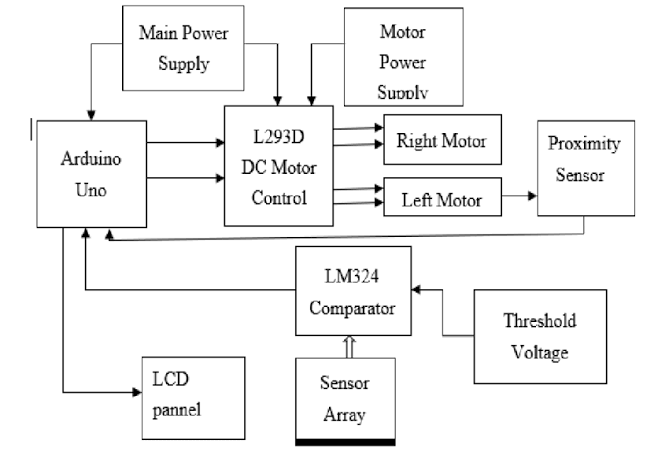 Main Power
Supply
Motor
Power
Supply
L293D
DC Motor
Control
Arduino
Uno
Right Motor
Left Motor
Proximity
Sensor
LM324
Comparator
Threshold
Voltage
LCD
pannel
Sensor
Array